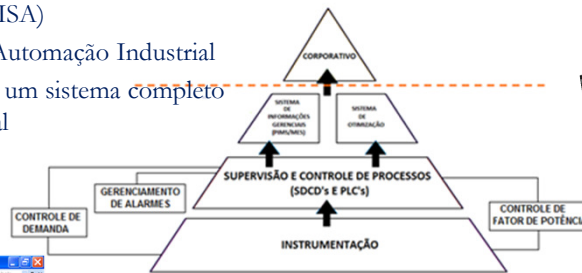 ISA)
Automação Industrial
um sistema completo
al
CORPORATIVO
SISTEMA
DE
INFORMAÇÕES
GERENCIAIS
(PIMS/MES)
SISTEMA
DE
OTIMIZAÇÃO
SUPERVISÃO E CONTROLE DE PROCESSOS
(SDCD's E PLC's)
GERENCIAMENTO
DE ALARMES
CONTROLE DE
DEMANDA
CONTROLE DE
FATOR DE POTÊNCIA
INSTRUMENTAÇÃO